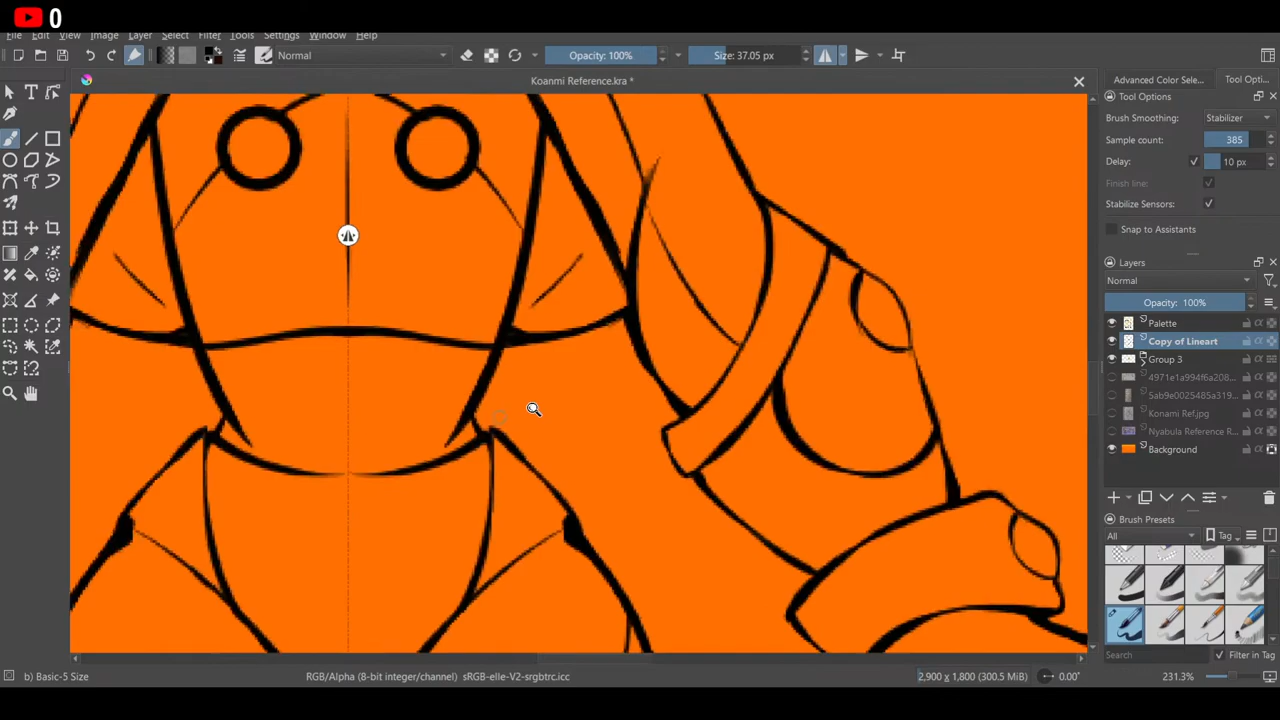 0
File Edit View Image Layer Select Filter Tools Settings Window Help
Normal
Opacity: 100%
Size: 37.05 px
Koanmi Reference.kra *
Advanced Color Sele...
Tool Opti...
Tool Options
Brush Smoothing:
Stabilizer
Sample count:
385
Delay:
10 px
Finish line:
Stabilize Sensors:
Snap to Assistants
Layers
Normal
Opacity: 100%
Palette
Copy of Lineart
Group 3
4971e1a994f6a208...
5ab9e0025485a319...
Konami Ref.jpg
Nyabula Reference R...
Background
Brush Presets
All
Tag
Search
Filter in Tag
b) Basic-5 Size
RGB/Alpha (8-bit integer/channel) sRGB-elle-V2-srgbtrc.icc
2,900 x 1,800 (300.5 MiB)
0.00°
231.3%